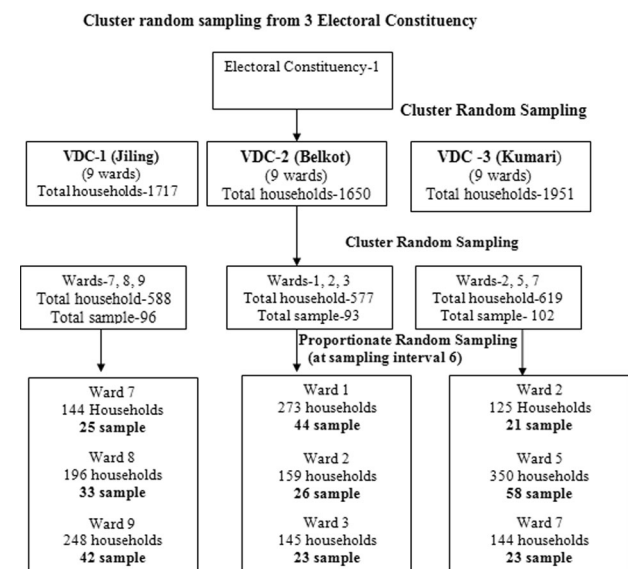 Cluster random sampling from 3 Electoral Constituency
Electoral Constituency-1
Cluster Random Sampling
VDC-1 (Jiling)
(9 wards)
Total households-1717
VDC-2 (Belkot)
(9 wards)
Total households-1650
VDC -3 (Kumari)
(9 wards)
Total households-1951
Cluster Random Sampling
Wards-7, 8, 9
Total household-588
Total sample-96
Wards-1, 2, 3
Total household-577
Total sample-93
Wards-2, 5, 7
Total household-619
Total sample- 102
Proportionate Random Sampling
(at sampling interval 6)
Ward 7
144 Households
25 sample
Ward 8
196 households
33 sample
Ward 9
248 households
42 sample
Ward 1
273 households
44 sample
Ward 2
159 households
26 sample
Ward 3
145 households
23 sample
Ward 2
125 Households
21 sample
Ward 5
350 households
58 sample
Ward 7
144 households
23 sample